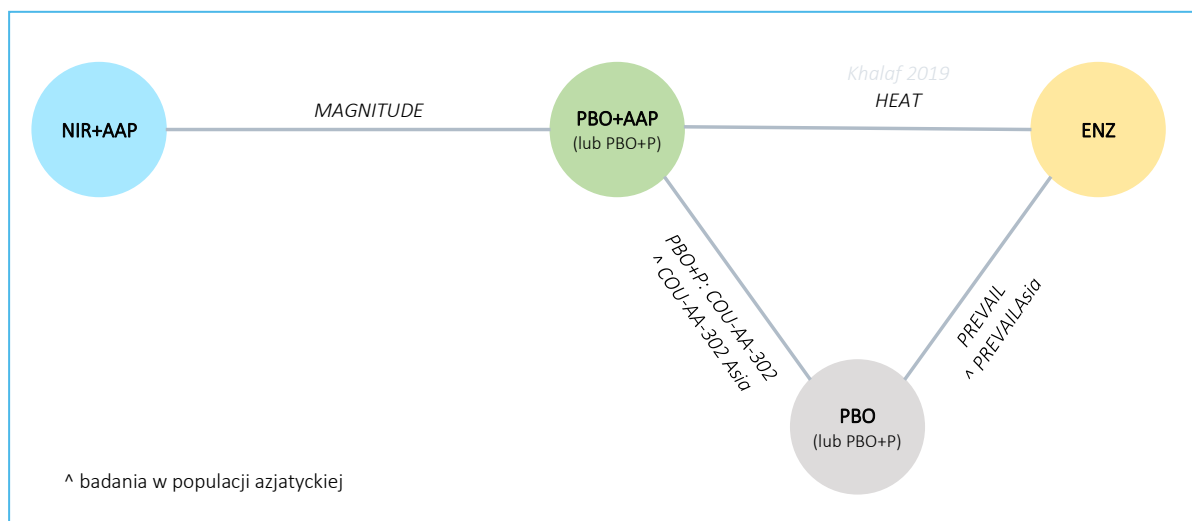 Khalaf 2019
MAGNITUDE
HEAT
NIR+AAP
PBO+AAP
(lub PBO+P)
ENZ
PBO+P: COU-AA-302
^ COU-AA-302 Asia
PREVAIL
^ PREVAILAsia
PBO
(lub PBO+P)
^ badania w populacji azjatyckiej